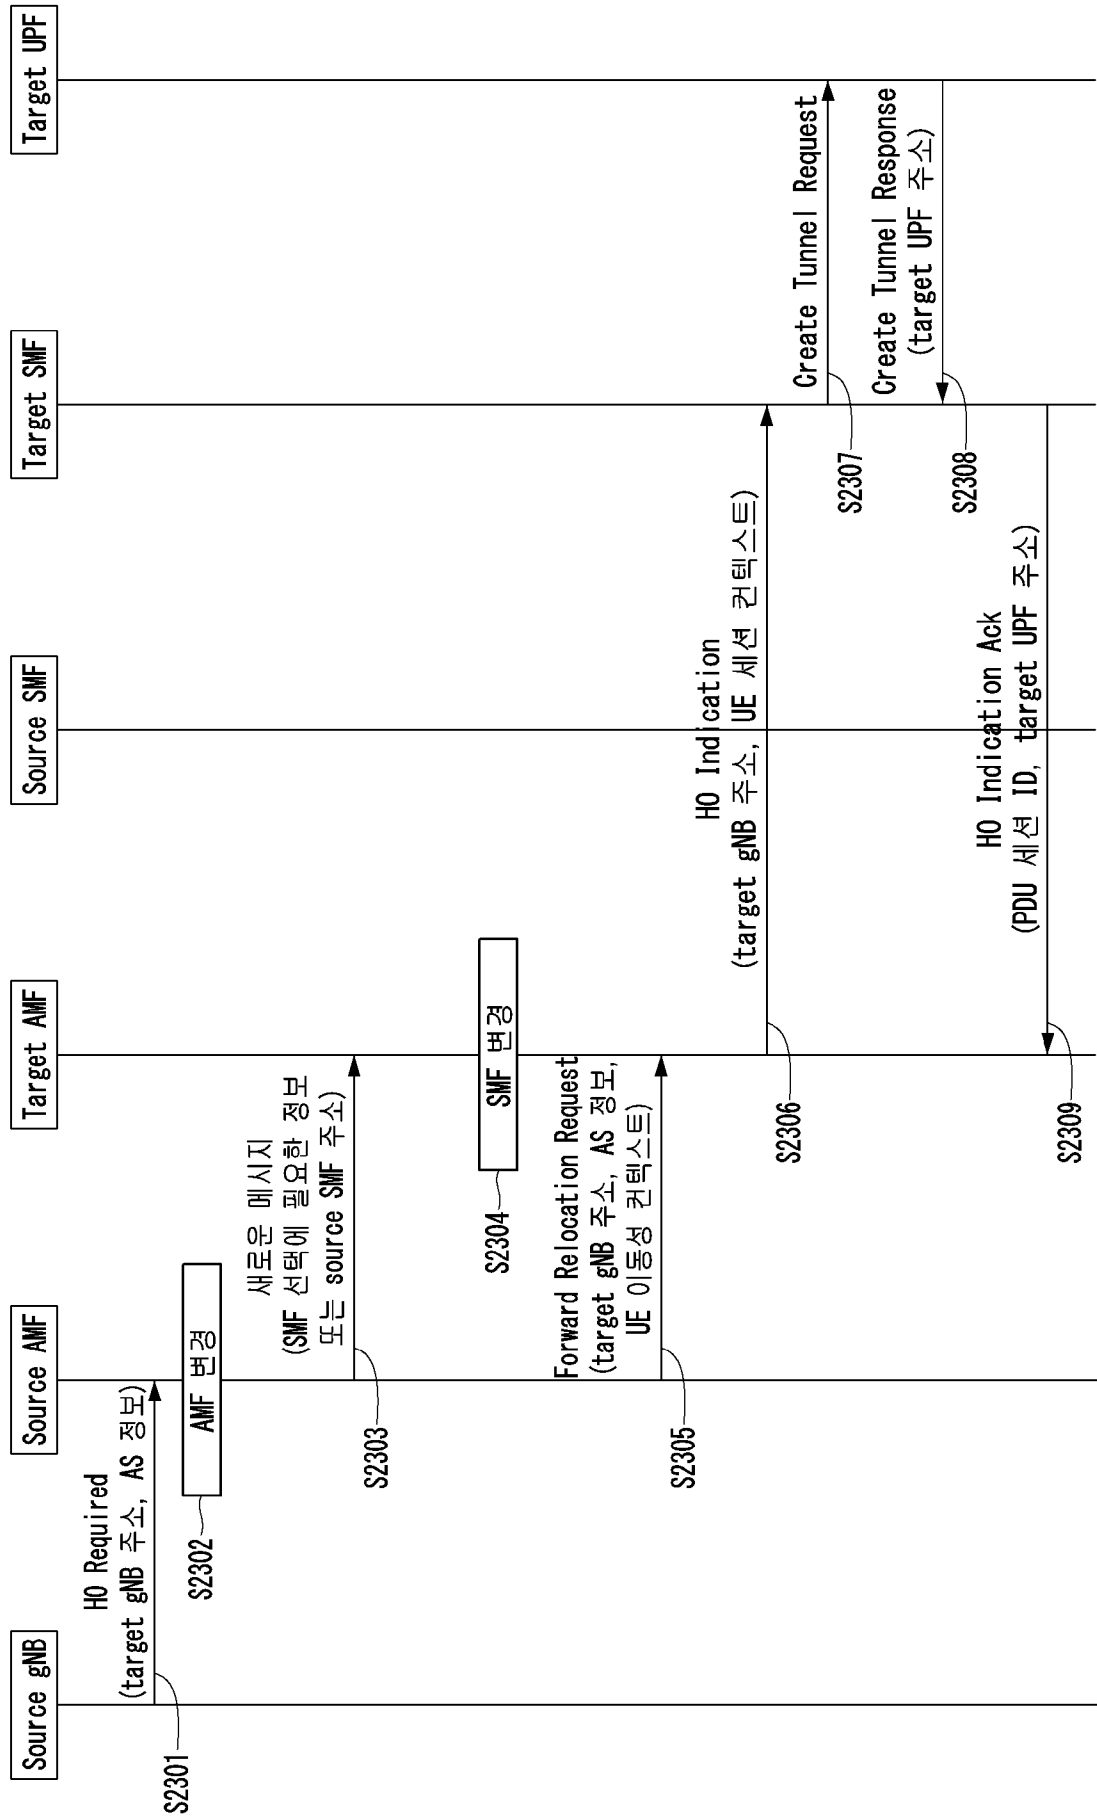 Source gNB
Source AMF
Target AMF
Source SMF
Target SMF
Target UPF
HO Required
(target gNB 주소, AS 정보)
S2301
AMF 변경
S2302
새로운 메시지
(SMF 선택에 필요한 정보
또는 source SMF 주소)
S2303
SMF 변경
S2304
Forward Relocation Request
(target gNB 주소, AS 정보,
UE 이동성 컨텍스트)
S2305
HO Indication
(target gNB 주소, UE 세션 컨텍스트)
S2306
Create Tunnel Request
S2307
Create Tunnel Response
(target UPF 주소)
S2308
HO Indication Ack
(PDU 세션 ID, target UPF 주소)
S2309